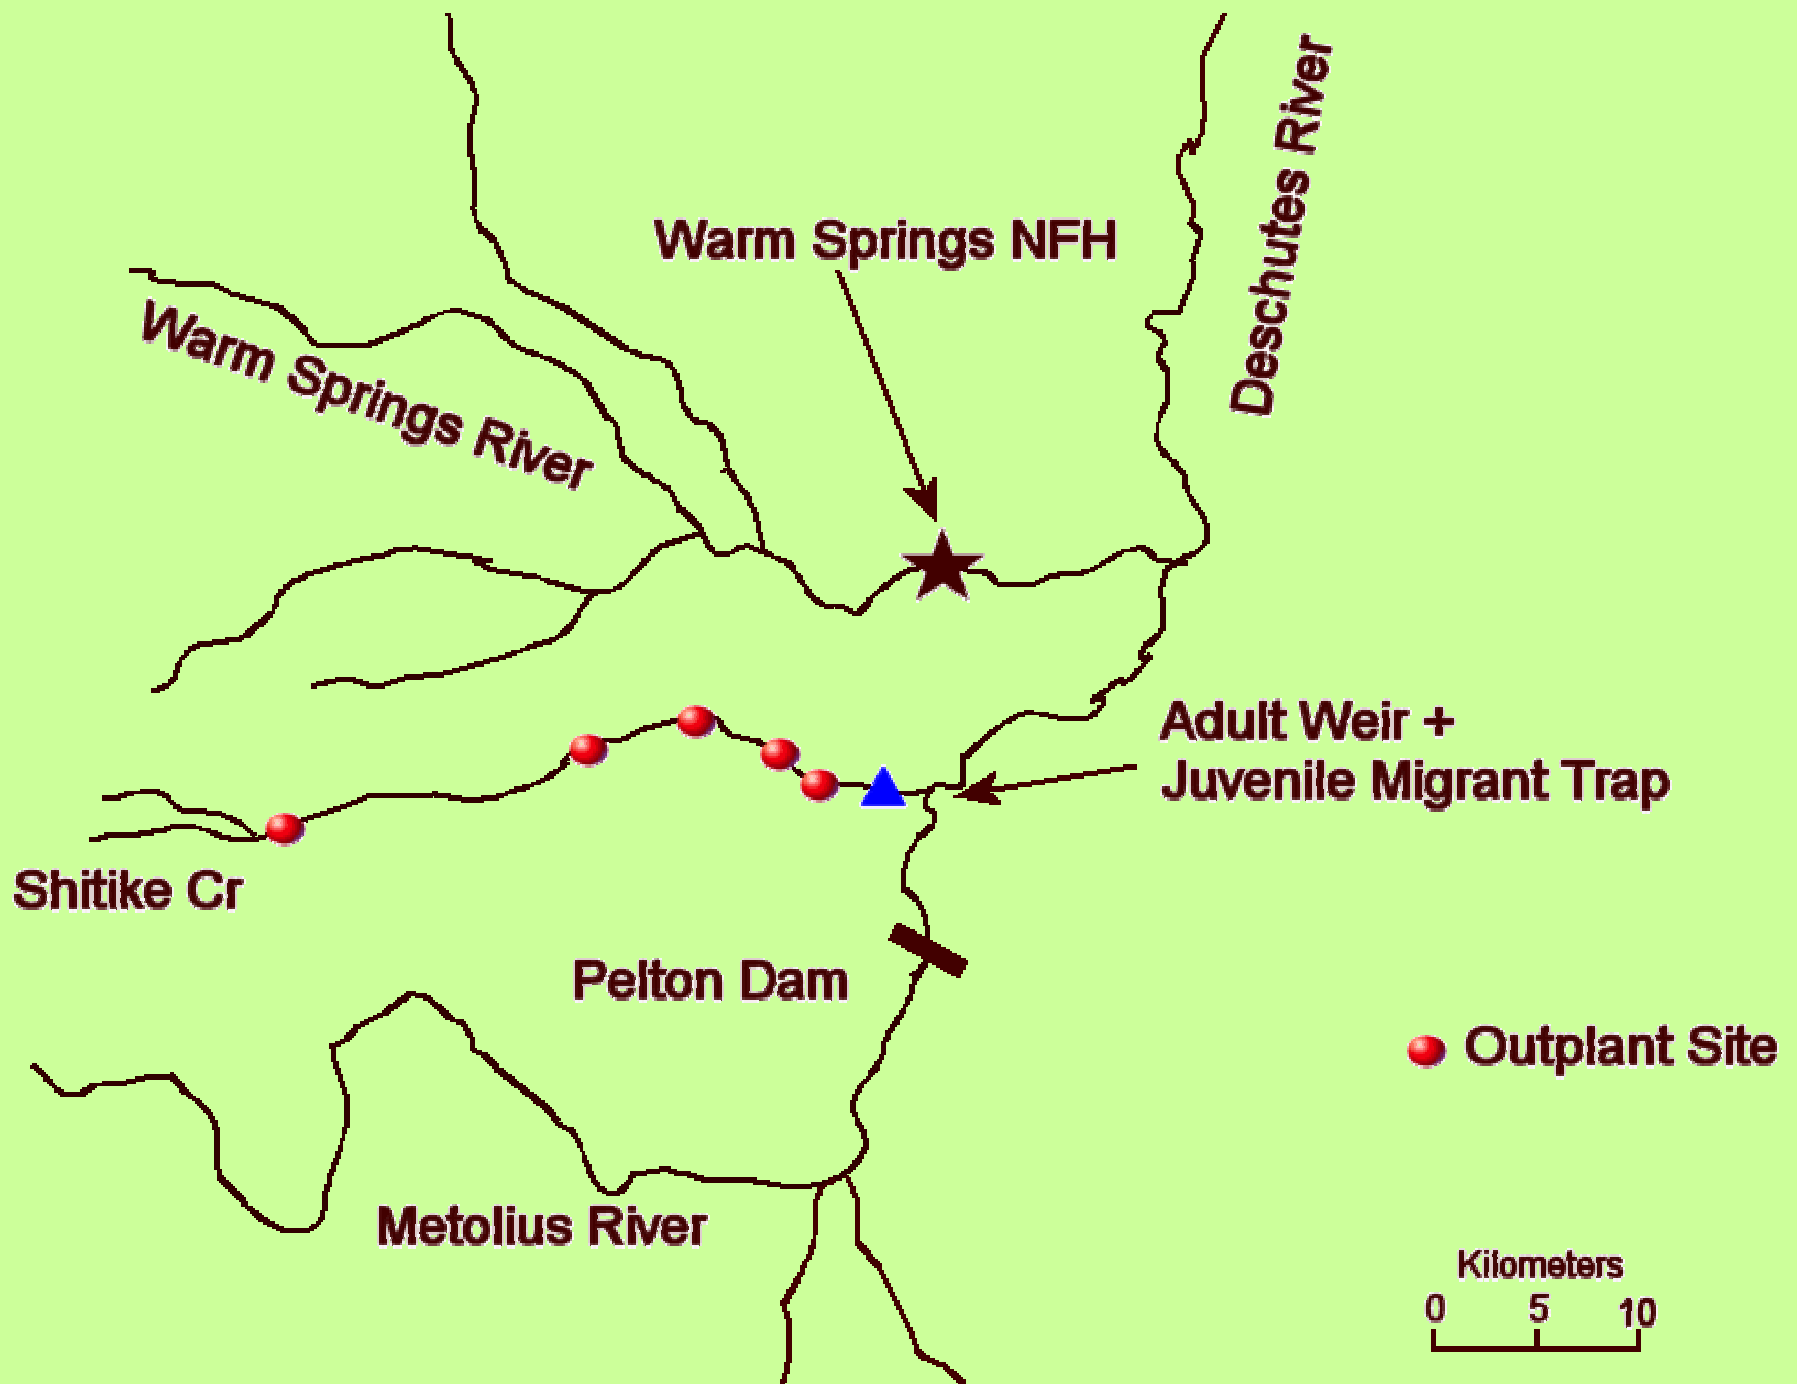 Deschutes River
Warm Springs NFH
Warm Springs River
Adult Weir +
Juvenile Migrant Trap
Shitike Cr
Pelton Dam
Outplant Site
Metolius River
Kilometers
0 5 10